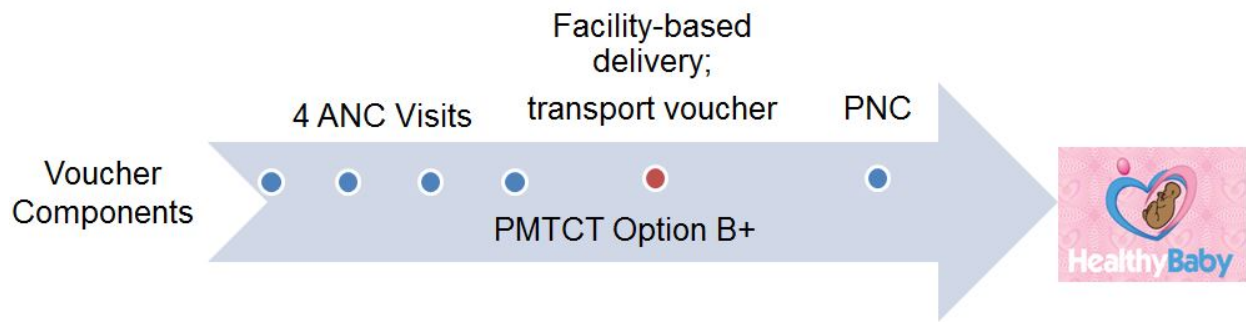 Facility-based
delivery;
4 ANC Visits
transport voucher
PNC
Voucher
Components
PMTCT Option B+
HealthyBaby